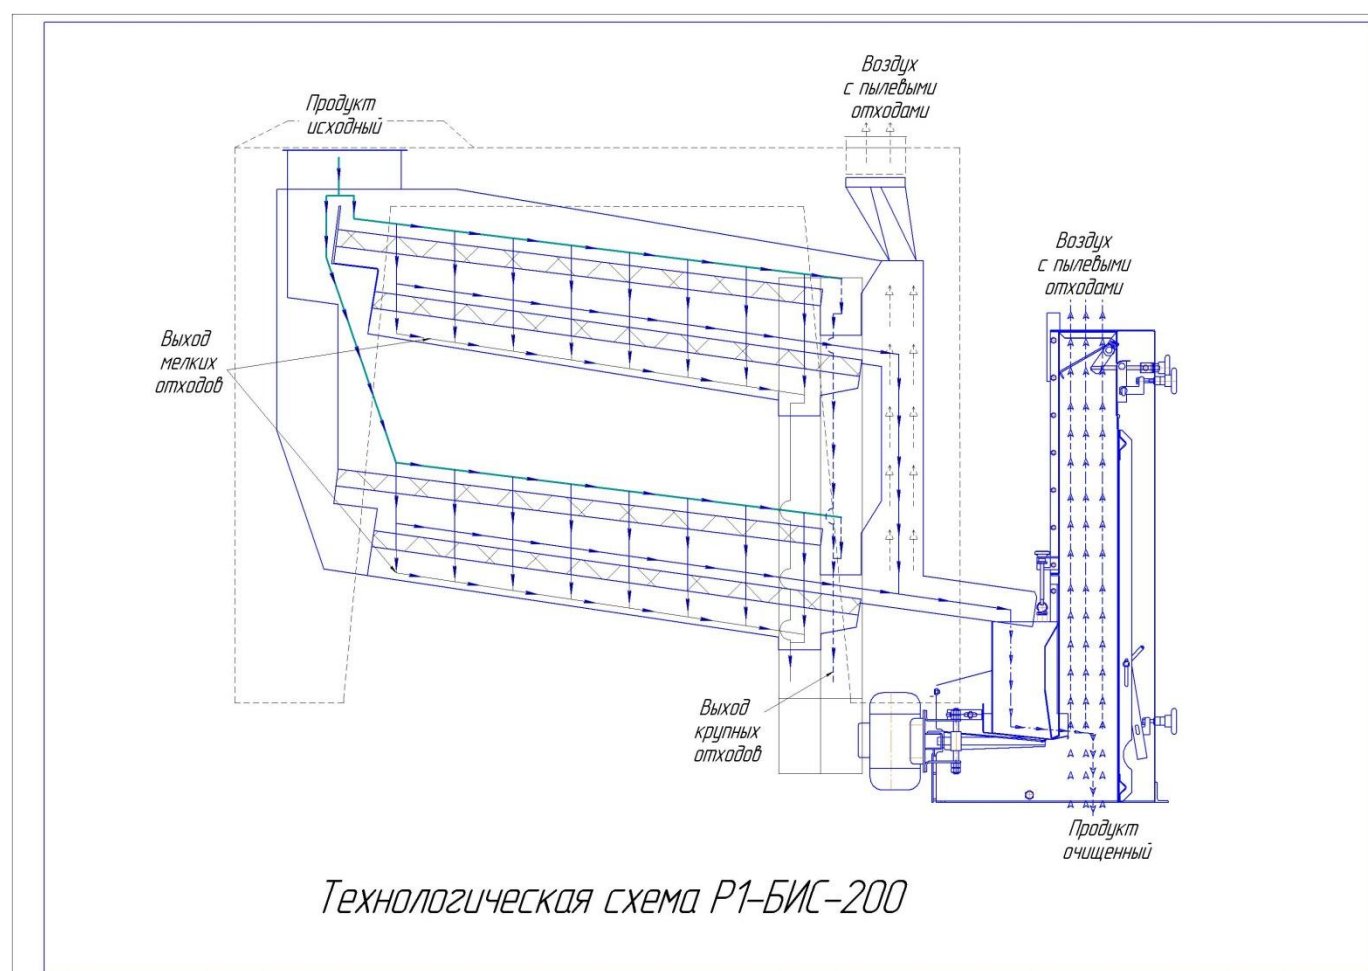 Воздух
с пылевыми
отходами
Продукт
исходный
Воздух
с пылевыми
отходами
Выход
мелких
отходов
Выход
крупных
отходов
Продукт
очищенный
Технологическая схема Р1-БИС-200